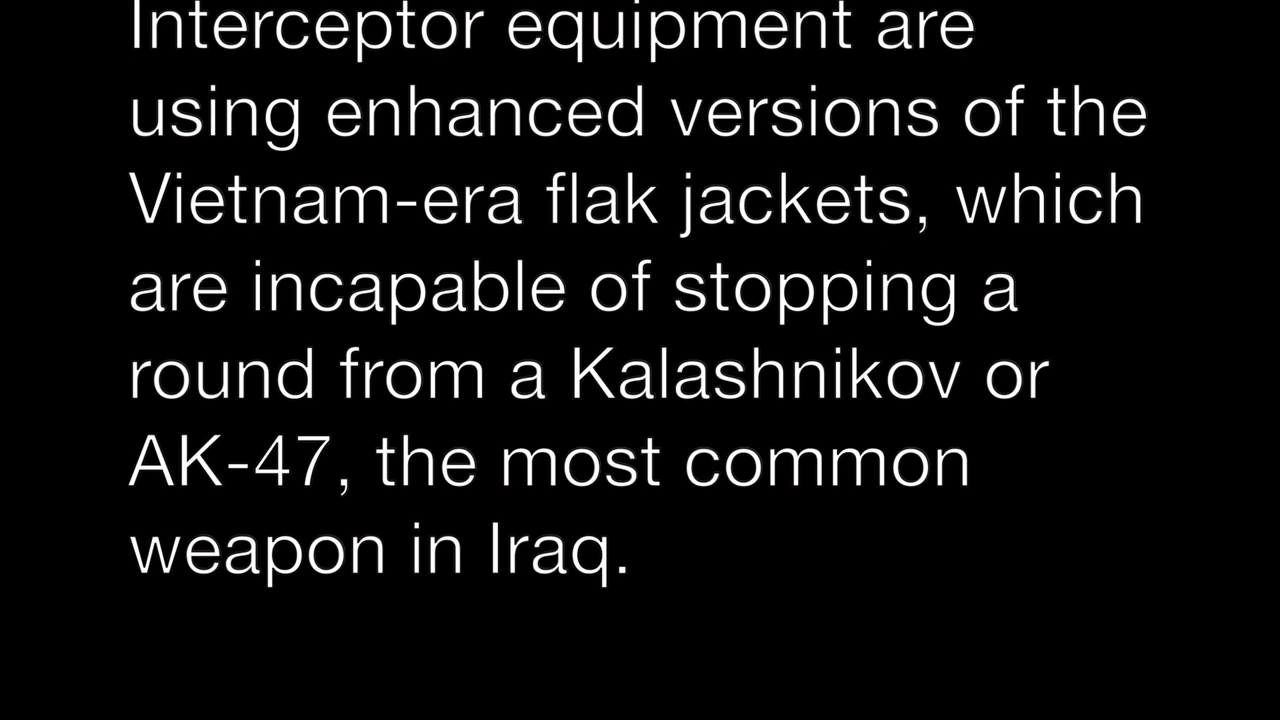 Interceptor equipment are
using enhanced versions of the
Vietnam-era flak jackets, which
are incapable of stopping a
round from a Kalashnikov or
AK-47, the most common
weapon in Iraq.